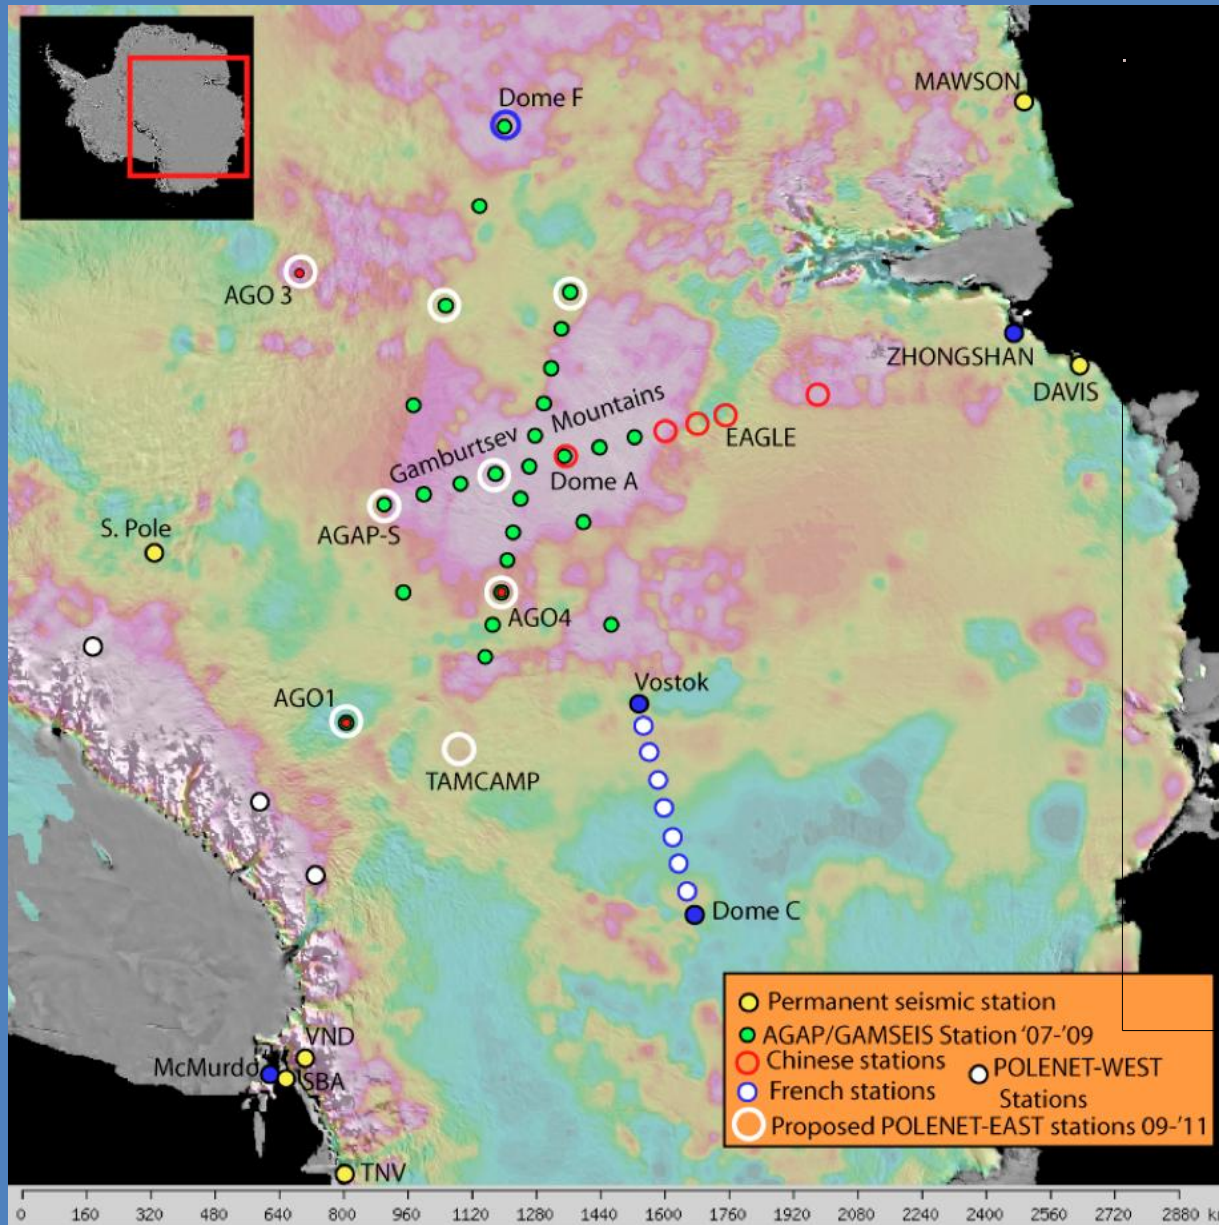 MAWSON
Dome F
AGO 3
ZHONGSHAN
DAVIS
Gamburtsev Mountains
EAGLE
Dome A
AGAP-S
S. Pole
AGO4
Vostok
AGO1
TAMCAMP
Dome C
VND
McMurdo
SBA
TNV
Permanent seismic station
AGAP/GAMSEIS Station '07-'09
Chinese stations
French stations
POLENET-WEST
Stations
Proposed POLENET-EAST stations 09-'11
0 160 320 480 640 800 960 1120 1280 1440 1600 1760 1920 2080 2240 2400 2560 2720 2880